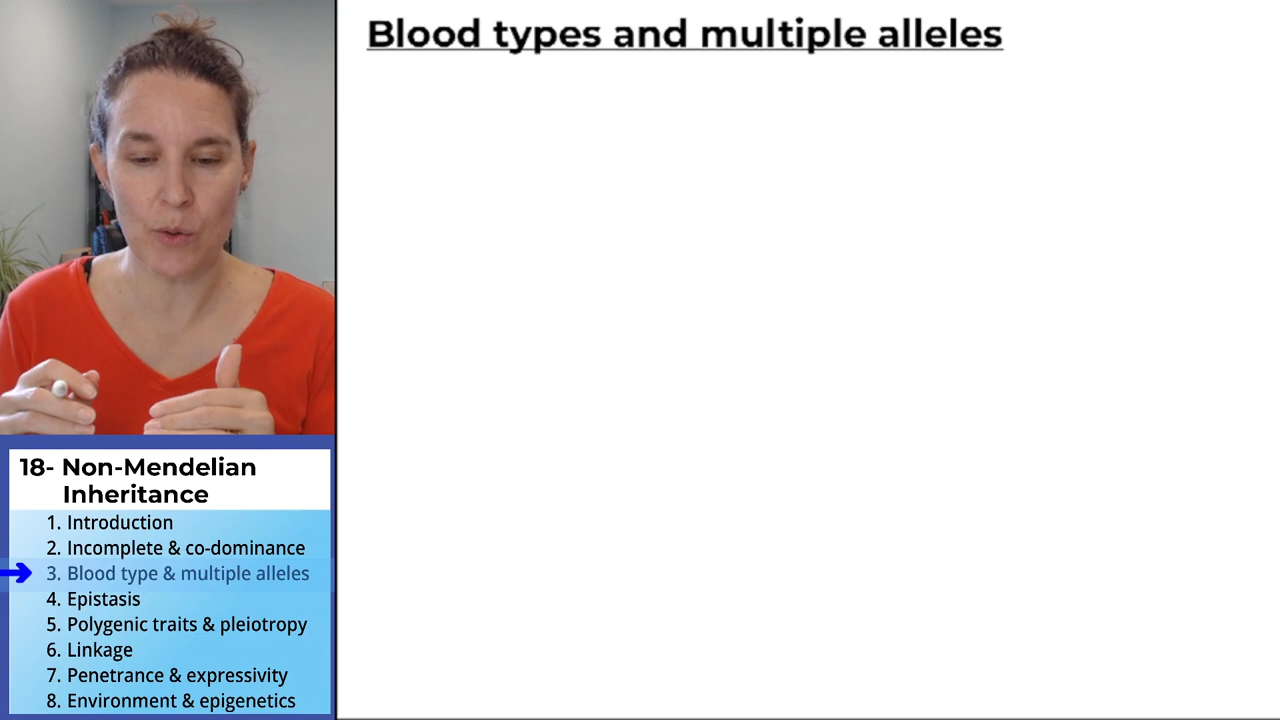 Blood types and multiple alleles
18- Non-Mendelian
Inheritance
1. Introduction
2. Incomplete & co-dominance
3. Blood type & multiple alleles
4. Epistasis
5. Polygenic traits & pleiotropy
6. Linkage
7. Penetrance & expressivity
8. Environment & epigenetics